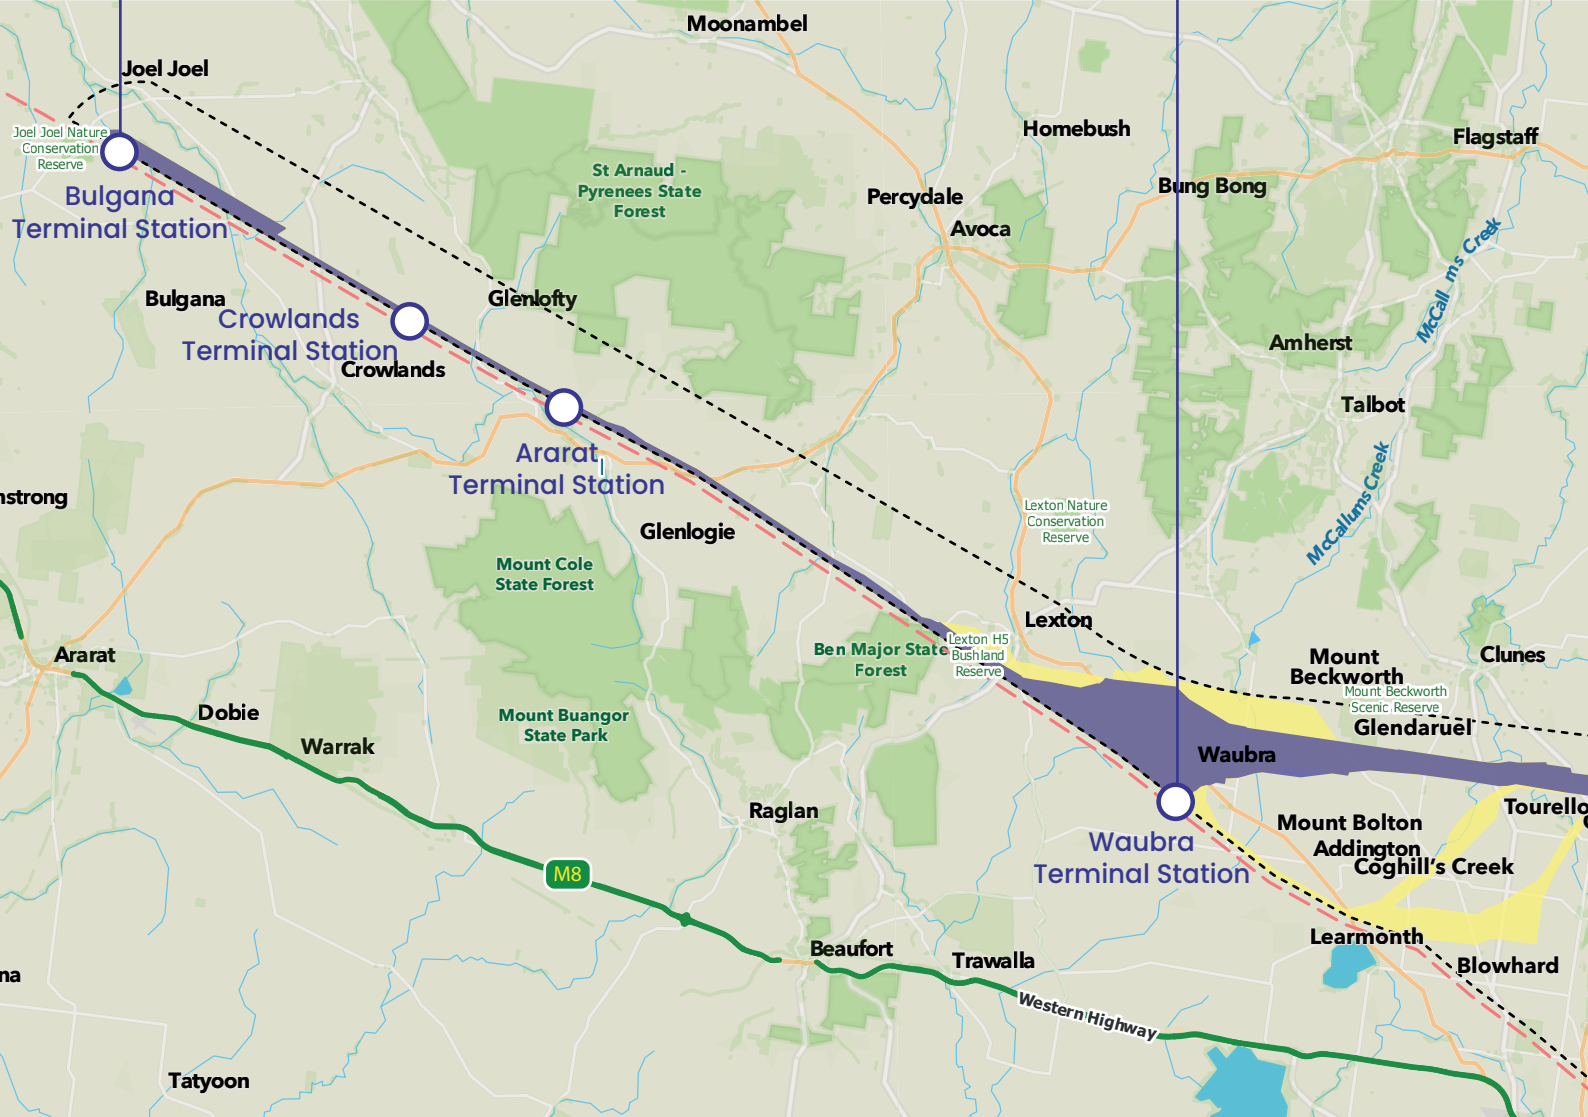 Moonambel
Joel Joel
Homebush
Flagstaff
Joel Joel Nature
Conservation
Reserve
St Arnaud -
Pyrenees State
Forest
Percydale
Bung Bong
Avoca
Bulgana
Terminal Station
McCall ms Creek
Bulgana
Glenlofty
Crowlands
Terminal Station
Crowlands
Amherst
Talbot
Ararat
Terminal Station
McCallums Creek
nstrong
Lexton Nature
Conservation
Reserve
Glenlogie
Mount Cole
State Forest
Lexton
Ben Major State
Forest
Lexton H5
Bushland
Reserve
Ararat
Mount
Beckworth
Clunes
Mount Beckworth
Scenic Reserve
Dobie
Mount Buangor
State Park
Glendaruel
Warrak
Waubra
Raglan
Tourello
Waubra
Terminal Station
Mount Bolton
Addington
Coghill's Creek
M8
Learmonth
Beaufort
Trawalla
Blowhard
na
Western Highway
Tatyoon